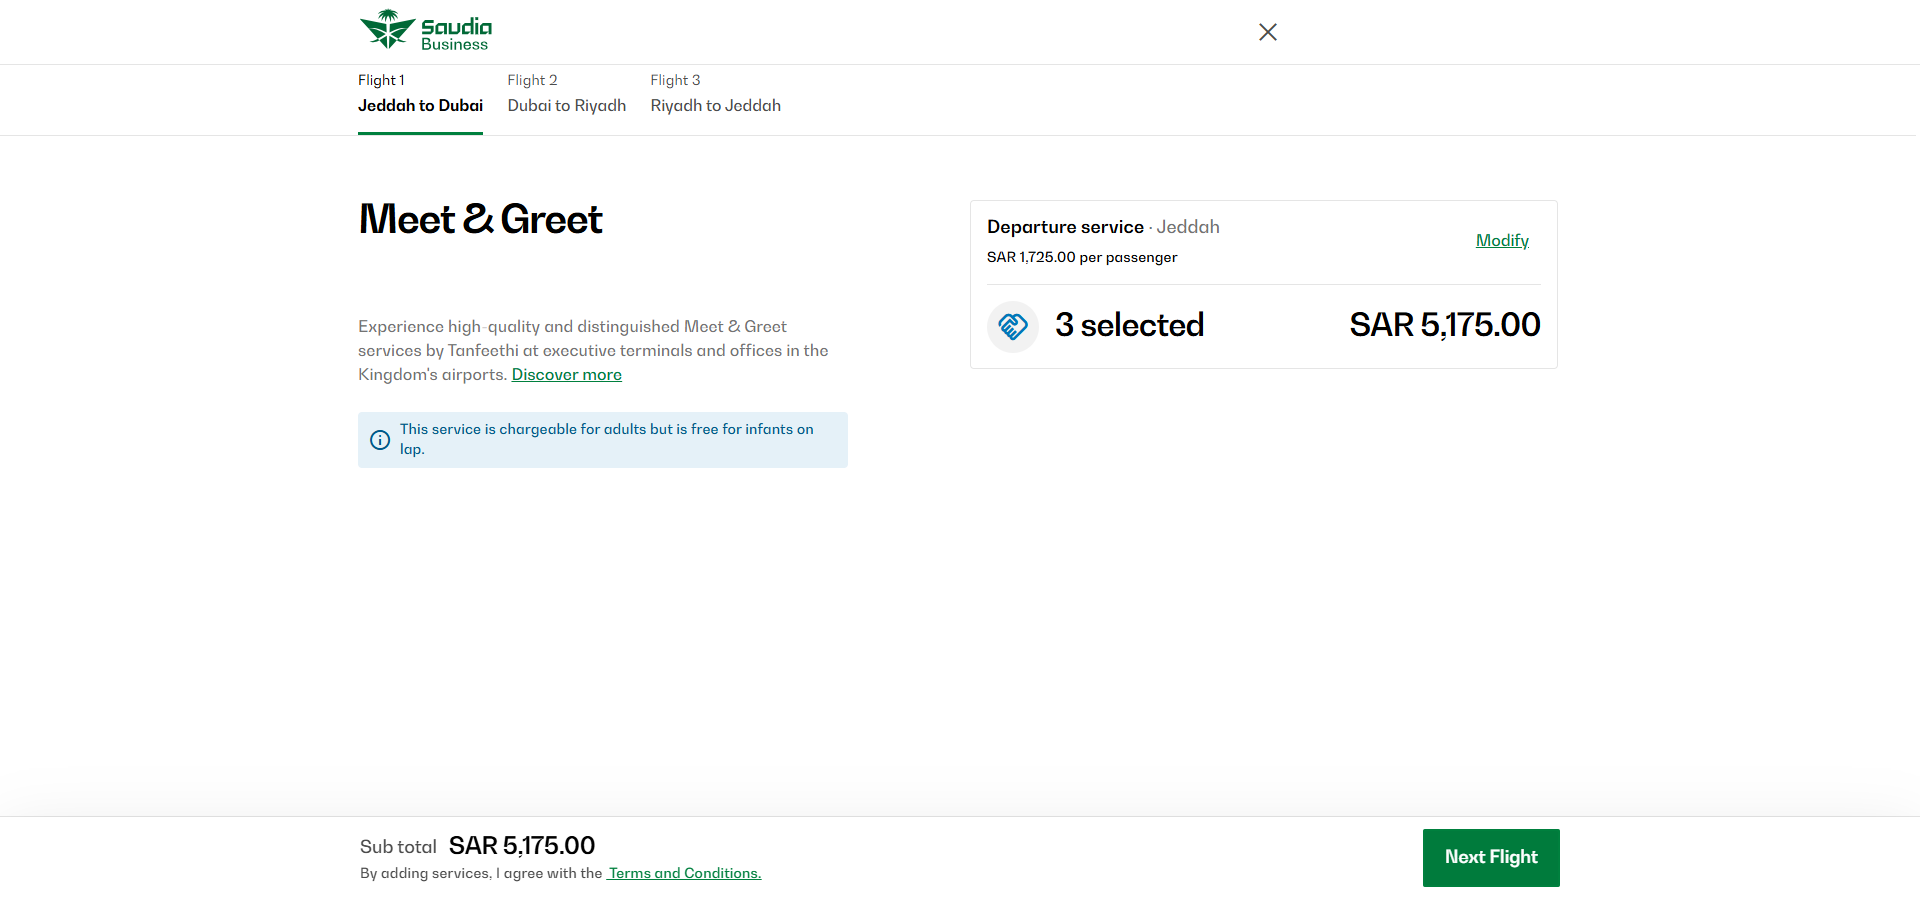 Saudia
Business
Flight 1
Jeddah to Dubai
Flight 2
Dubai to Riyadh
Flight 3
Riyadh to Jeddah
Meet & Greet
Experience high-quality and distinguished Meet & Greet
services by Tanfeethi at executive terminals and offices in the
Kingdom's airports. Discover more
This service is chargeable for adults but is free for infants on
lap.
Departure service · Jeddah
SAR 1,725.00 per passenger
Modify
3 selected
SAR 5,175.00
Sub total SAR 5,175.00
By adding services, I agree with the Terms and Conditions.
Next Flight